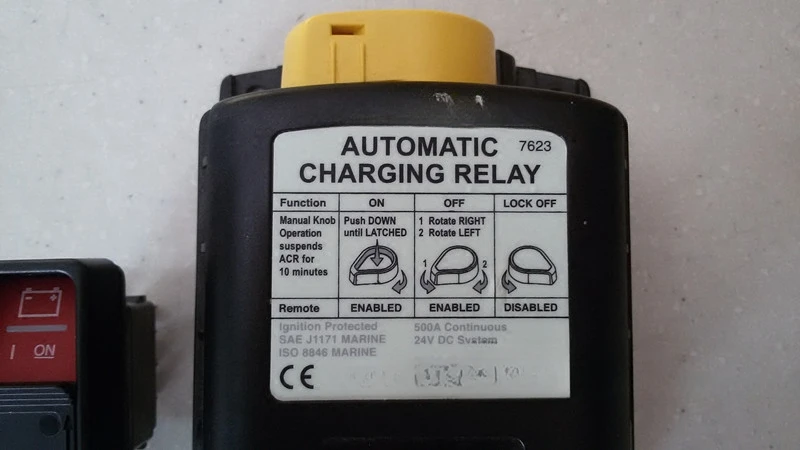 AUTOMATIC 7623
CHARGING RELAY
Function ON OFF LOCK OFF
Manual Knob
Operation
suspends
ACR for
10 minutes
Push DOWN
until LATCHED
1 Rotate RIGHT
2 Rotate LEFT
1 2
Remote ENABLED ENABLED DISABLED
Ignition Protected 500A Continuous
SAE J1171 MARINE 24V DC System
ISO 8846 MARINE
CE
I ON